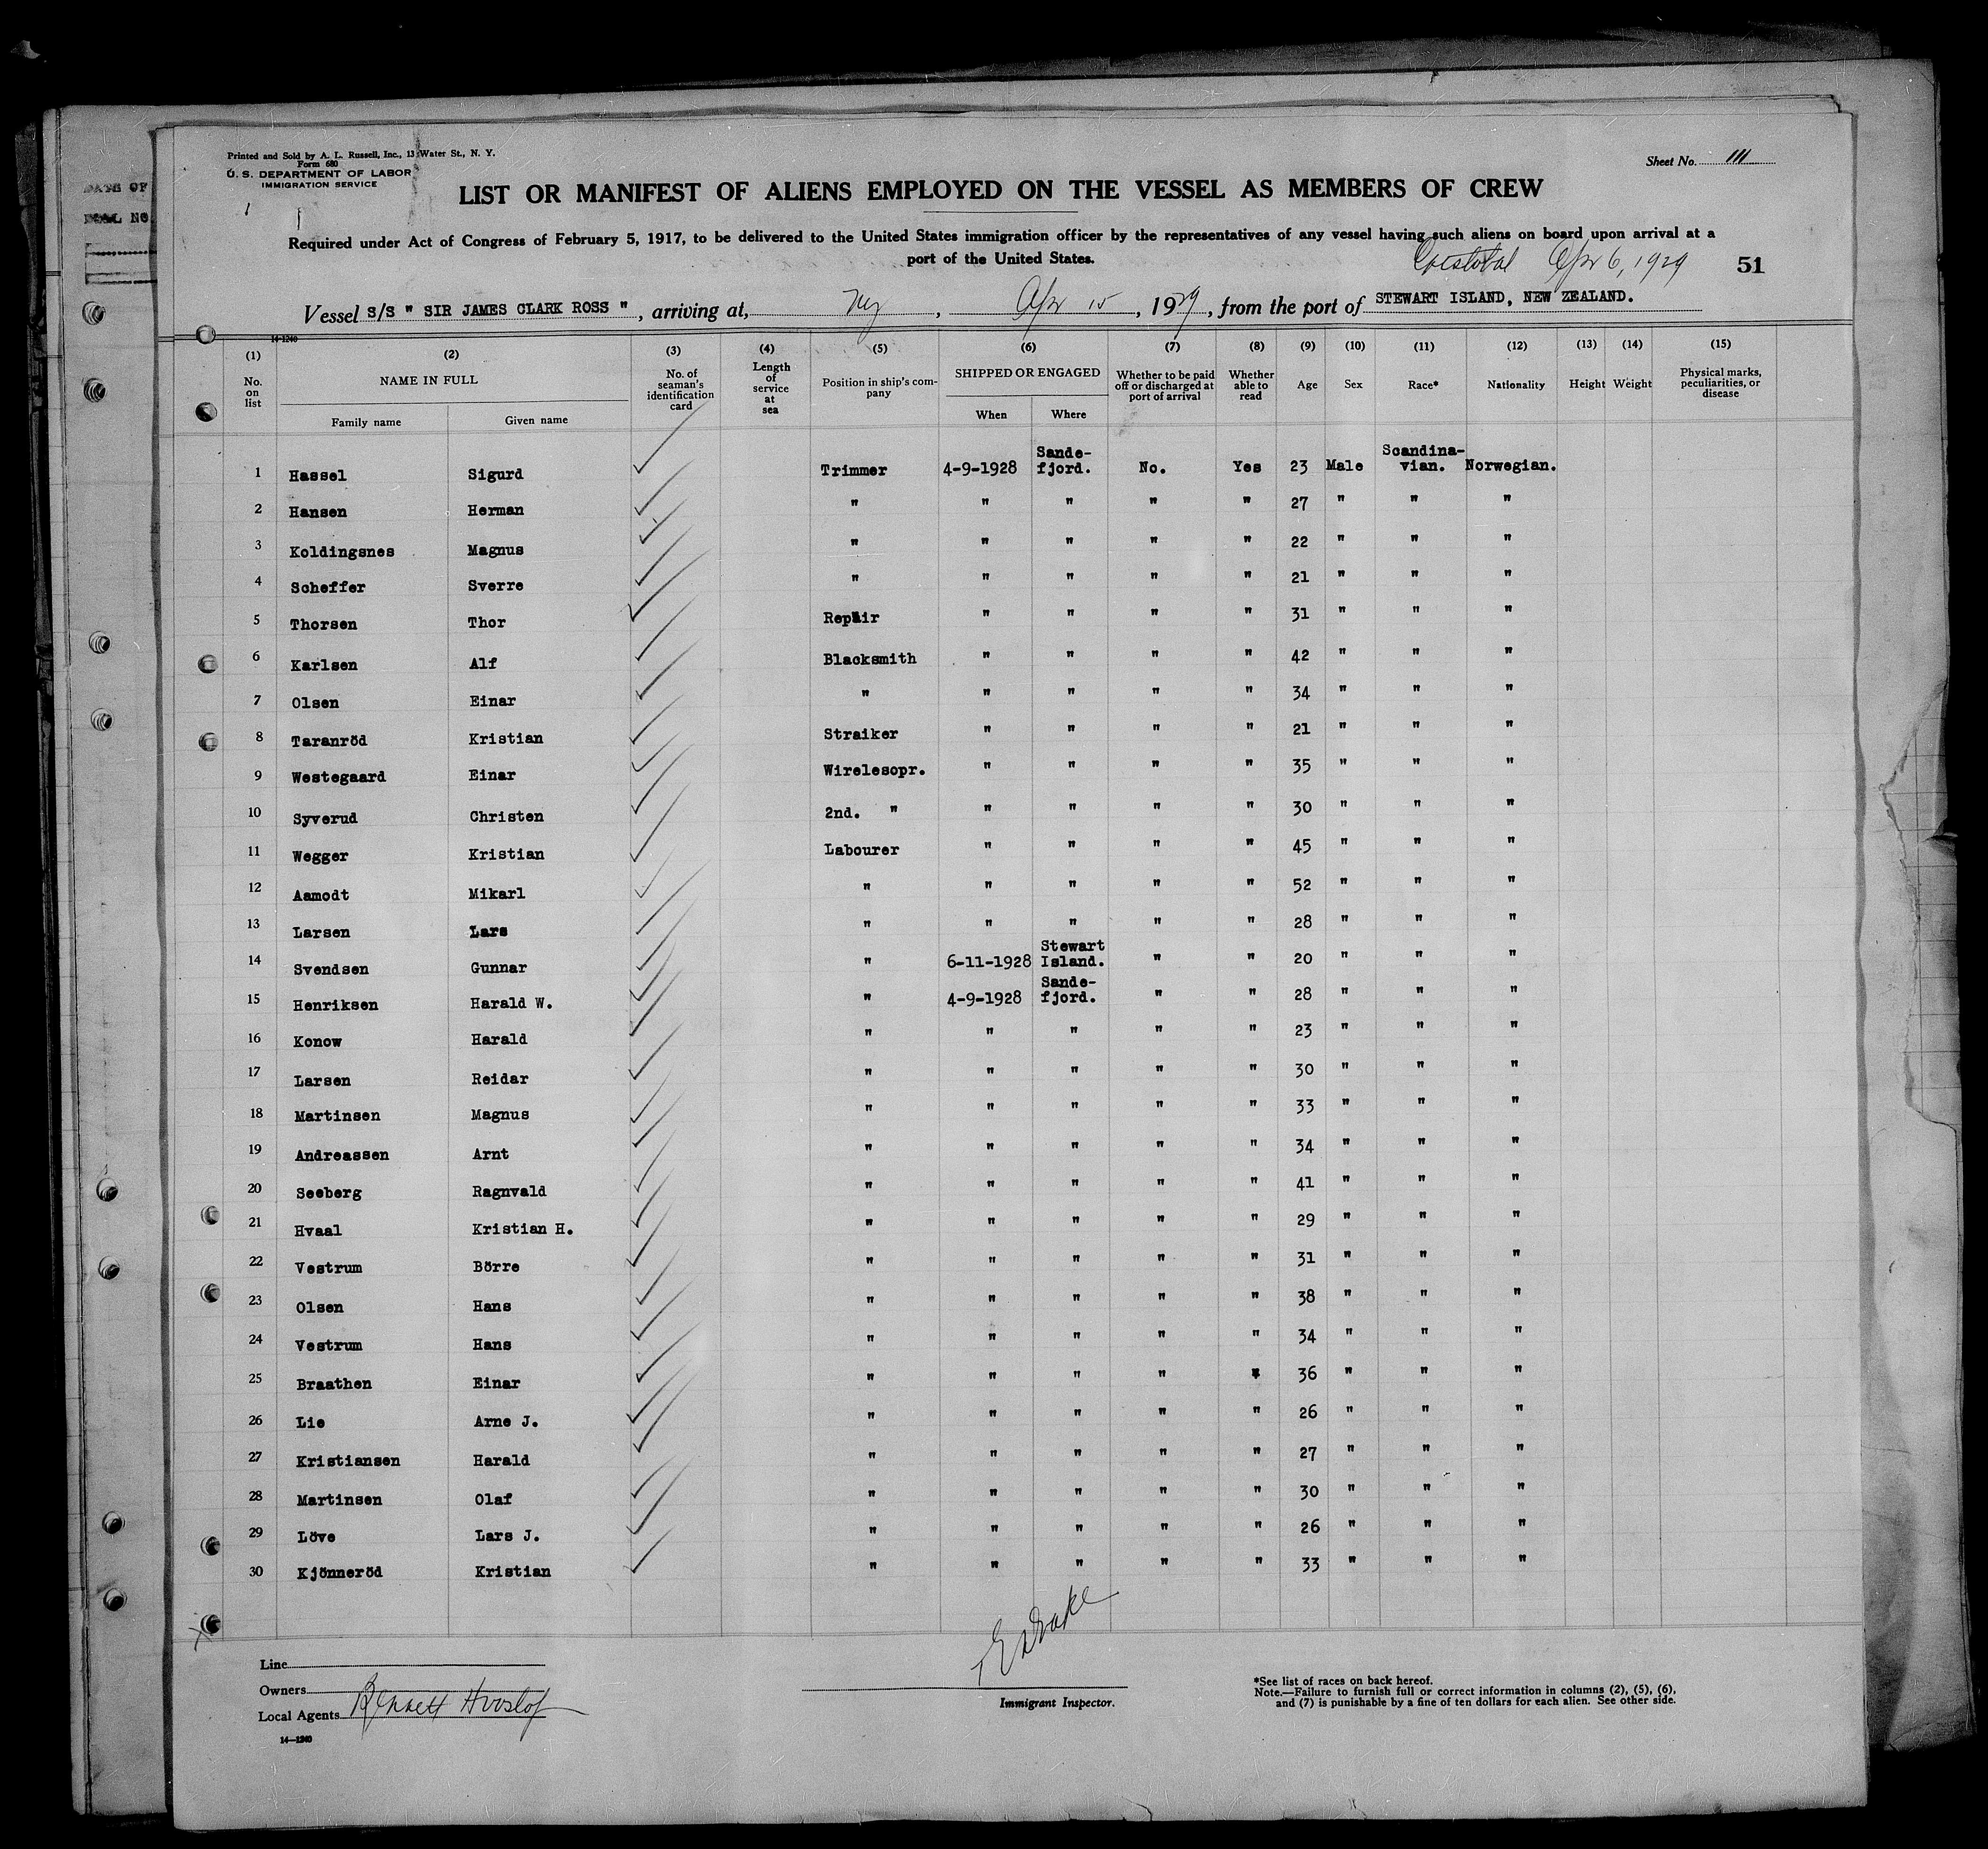 DATE OF
Printed and Sold by A. L. Russell, Inc., 13 Water St., N. Y.
Form 680
U. S. DEPARTMENT OF LABOR
IMMIGRATION SERVICE
Sheet No. 111
LIST OR MANIFEST OF ALIENS EMPLOYED ON THE VESSEL AS MEMBERS OF CREW
Required under Act of Congress of February 5, 1917, to be delivered to the United States immigration officer by the representatives of any vessel having such aliens on board upon arrival at a
port of the United States.
Cristobal Apr 6, 1929 51
Vessel S/S " SIR JAMES CLARK ROSS ", arriving at, Ny, Apr 15, 1929, from the port of STEWART ISLAND, NEW ZEALAND.
14-1240
(1) (2) (3) (4) (5) (6) (7) (8) (9) (10) (11) (12) (13) (14) (15)
No. on list NAME IN FULL Family name Given name No. of seaman's identification card Length of service at sea Position in ship's company SHIPPED OR ENGAGED When Where Whether to be paid off or discharged at port of arrival Whether able to read Age Sex Race* Nationality Height Weight Physical marks, peculiarities, or disease
1 Hassel Sigurd Trimmer 4-9-1928 Sande-fjord. No. Yes 23 Male Scandina-vian. Norwegian.
2 Hansen Herman " " " " " 27 " " "
3 Koldingsnes Magnus " " " " " 22 " " "
4 Scheffer Sverre " " " " " 21 " " "
5 Thorsen Thor Repair " " " " 31 " " "
6 Karlsen Alf Blacksmith " " " " 42 " " "
7 Olsen Einar " " " " " 34 " " "
8 Taranröd Kristian Straiker " " " " 21 " " "
9 Westegaard Einar Wirelesopr. " " " " 35 " " "
10 Syverud Christen 2nd. " " " " " 30 " " "
11 Wegger Kristian Labourer " " " " 45 " " "
12 Aamodt Mikarl " " " " " 52 " " "
13 Larsen Lars " " " " " 28 " " "
14 Svendsen Gunnar " 6-11-1928 Stewart Island. " " 20 " " "
15 Henriksen Harald W. " 4-9-1928 Sande-fjord. " " 28 " " "
16 Konow Harald " " " " " 23 " " "
17 Larsen Reidar " " " " " 30 " " "
18 Martinsen Magnus " " " " " 33 " " "
19 Andreassen Arnt " " " " " 34 " " "
20 Seeberg Ragnvald " " " " " 41 " " "
21 Hvaal Kristian H. " " " " " 29 " " "
22 Vestrum Börre " " " " " 31 " " "
23 Olsen Hans " " " " " 38 " " "
24 Vestrum Hans " " " " " 34 " " "
25 Braathen Einar " " " " " 36 " " "
26 Lie Arne J. " " " " " 26 " " "
27 Kristiansen Harald " " " " " 27 " " "
28 Martinsen Olaf " " " " " 30 " " "
29 Löve Lars J. " " " " " 26 " " "
30 Kjönneröd Kristian " " " " " 33 " " "
Line
Owners
Local Agents
14-1240
Drake
Immigrant Inspector.
*See list of races on back hereof.
Note.—Failure to furnish full or correct information in columns (2), (5), (6),
and (7) is punishable by a fine of ten dollars for each alien. See other side.